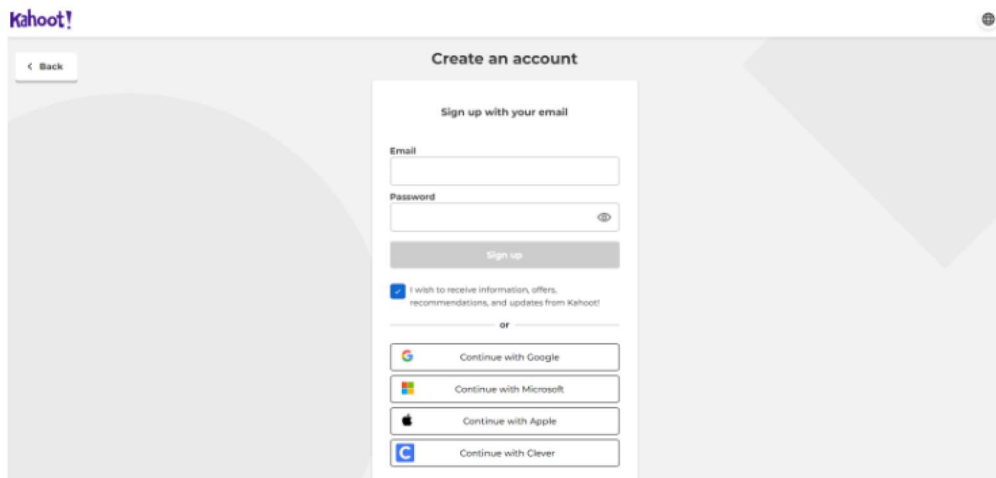 Kahoot!
Back
Create an account
Sign up with your email
Email
Password
Sign up
I wish to receive information, offers,
recommendations, and updates from Kahoot!
or
Continue with Google
Continue with Microsoft
Continue with Apple
C Continue with Clever